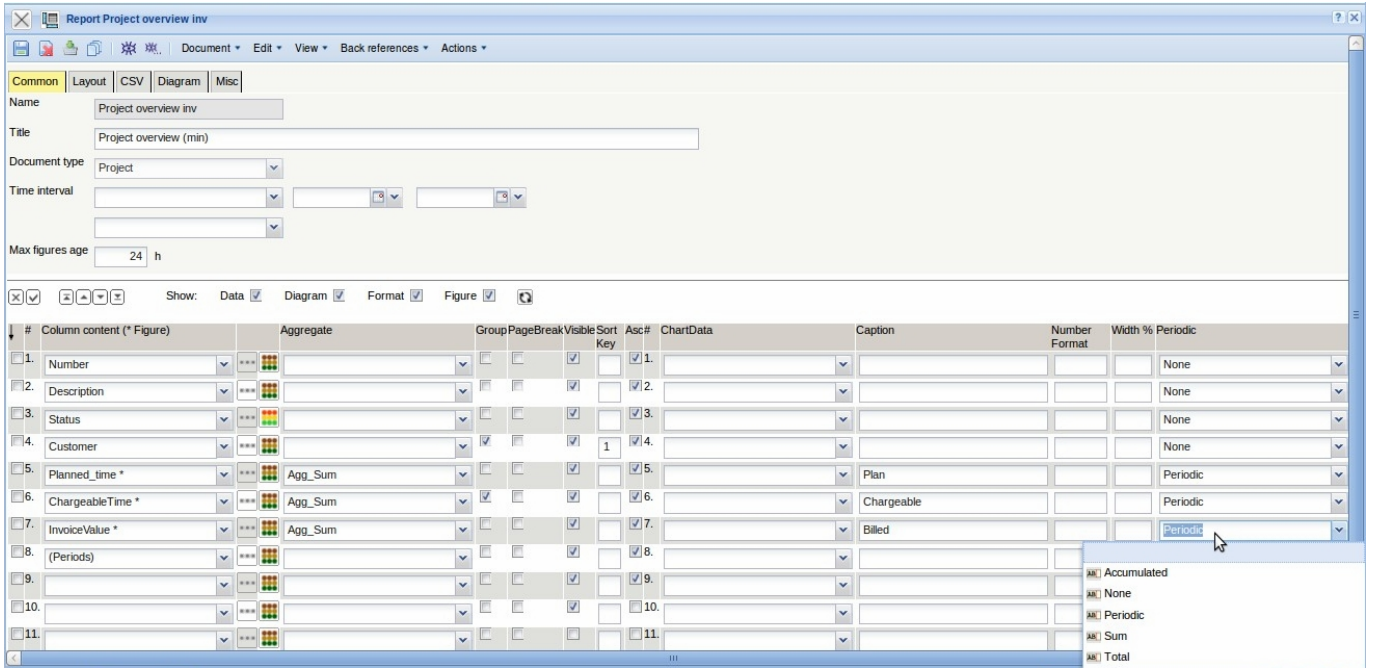 Report Project overview inv
Document Edit View Back references Actions
Common Layout CSV Diagram Misc
Name Project overview inv
Title Project overview (min)
Document type Project
Time interval
Max figures age 24 h
Show: Data Diagram Format Figure
# Column content (* Figure) Aggregate Group PageBreak Visible Sort Key Asc # ChartData Caption Number Format Width % Periodic
1. Number 1. None
2. Description 2. None
3. Status 3. None
4. Customer 1 4. None
5. Planned_time * Agg_Sum 5. Plan Periodic
6. ChargeableTime * Agg_Sum 6. Chargeable Periodic
7. InvoiceValue * Agg_Sum 7. Billed Periodic
8. (Periods) 8.
9. 9.
10. 10.
11. 11.
Accumulated
None
Periodic
Sum
Total